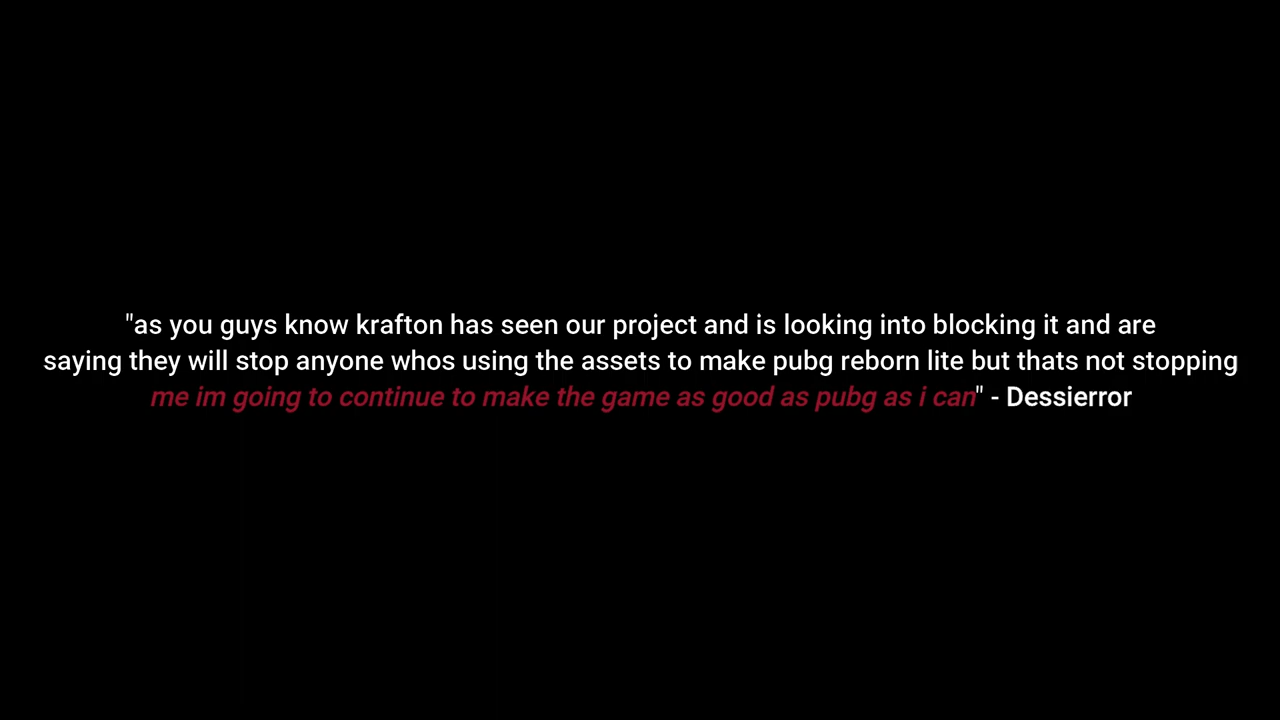 "as you guys know krafton has seen our project and is looking into blocking it and are
saying they will stop anyone whos using the assets to make pubg reborn lite but thats not stopping
me im going to continue to make the game as good as pubg as i can" - Dessierror